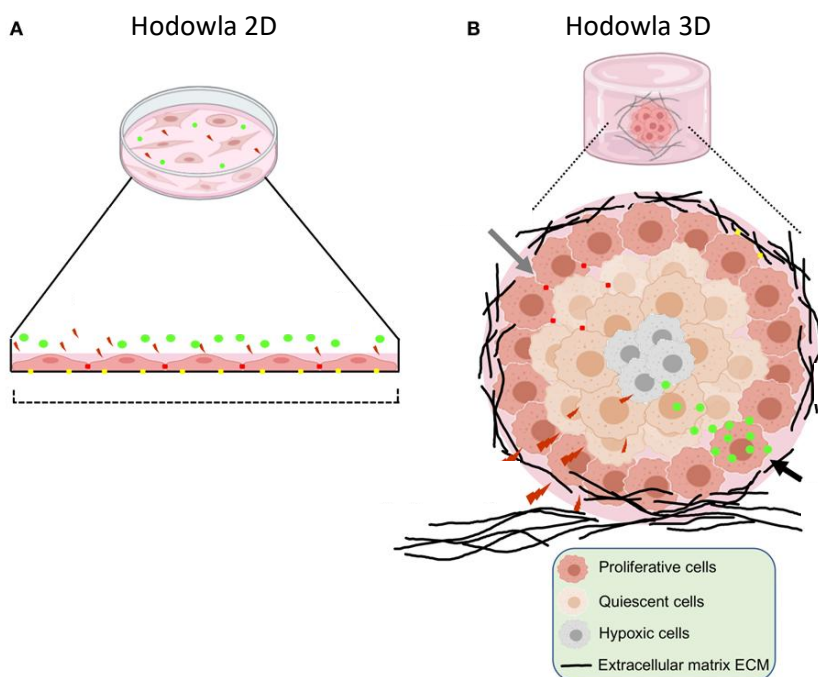 A
Hodowla 2D
B
Hodowla 3D
Proliferative cells
Quiescent cells
Hypoxic cells
Extracellular matrix ECM